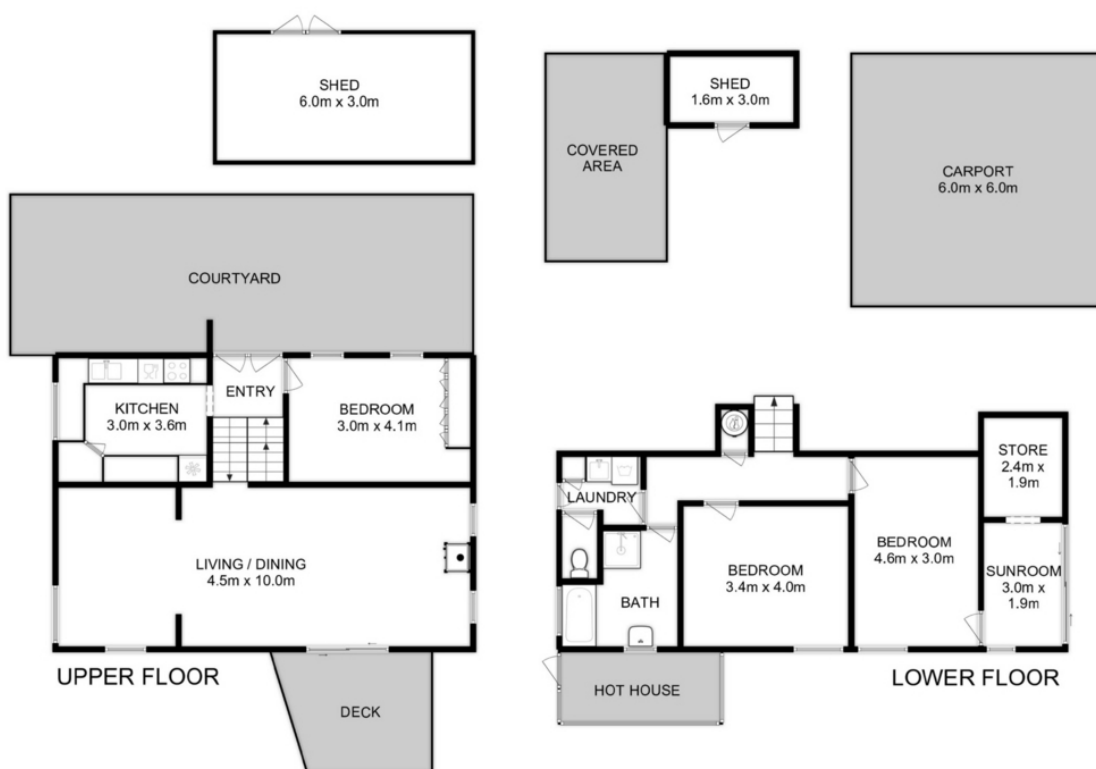 SHED
6.0m x 3.0m
COURTYARD
KITCHEN
3.0m x 3.6m
ENTRY
BEDROOM
3.0m x 4.1m
LIVING / DINING
4.5m x 10.0m
UPPER FLOOR
DECK
COVERED
AREA
SHED
1.6m x 3.0m
CARPORT
6.0m x 6.0m
LAUNDRY
BATH
BEDROOM
3.4m x 4.0m
BEDROOM
4.6m x 3.0m
STORE
2.4m x
1.9m
SUNROOM
3.0m x
1.9m
HOT HOUSE
LOWER FLOOR